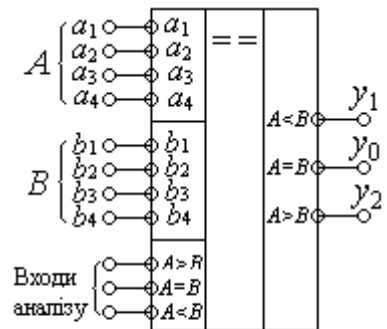 A
a1 a1
a2 a2
a3 a3
a4 a4
==
B
b1 b1
b2 b2
b3 b3
b4 b4
A<B y1
A=B y0
A>B y2
Входи
аналізу
A>B
A=B
A<B